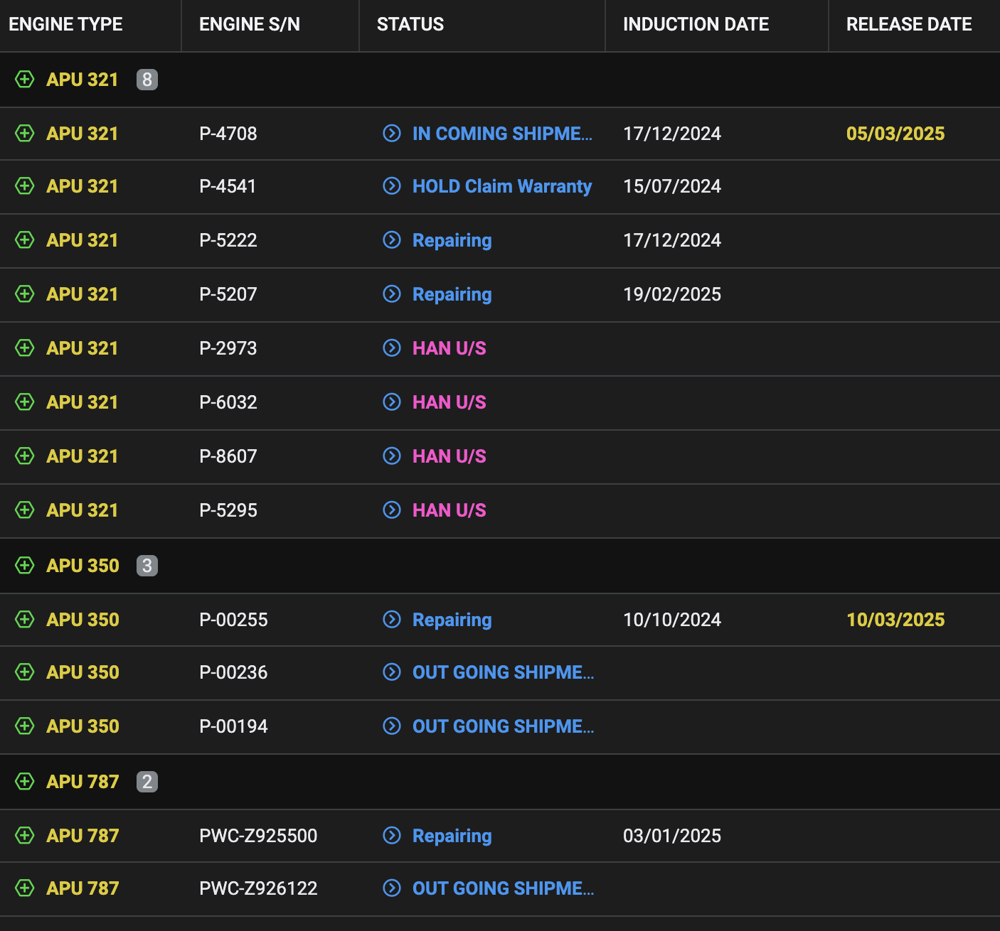 ENGINE TYPE ENGINE S/N STATUS INDUCTION DATE RELEASE DATE
APU 321 8
APU 321 P-4708 IN COMING SHIPME... 17/12/2024 05/03/2025
APU 321 P-4541 HOLD Claim Warranty 15/07/2024
APU 321 P-5222 Repairing 17/12/2024
APU 321 P-5207 Repairing 19/02/2025
APU 321 P-2973 HAN U/S
APU 321 P-6032 HAN U/S
APU 321 P-8607 HAN U/S
APU 321 P-5295 HAN U/S
APU 350 3
APU 350 P-00255 Repairing 10/10/2024 10/03/2025
APU 350 P-00236 OUT GOING SHIPME...
APU 350 P-00194 OUT GOING SHIPME...
APU 787 2
APU 787 PWC-Z925500 Repairing 03/01/2025
APU 787 PWC-Z926122 OUT GOING SHIPME...